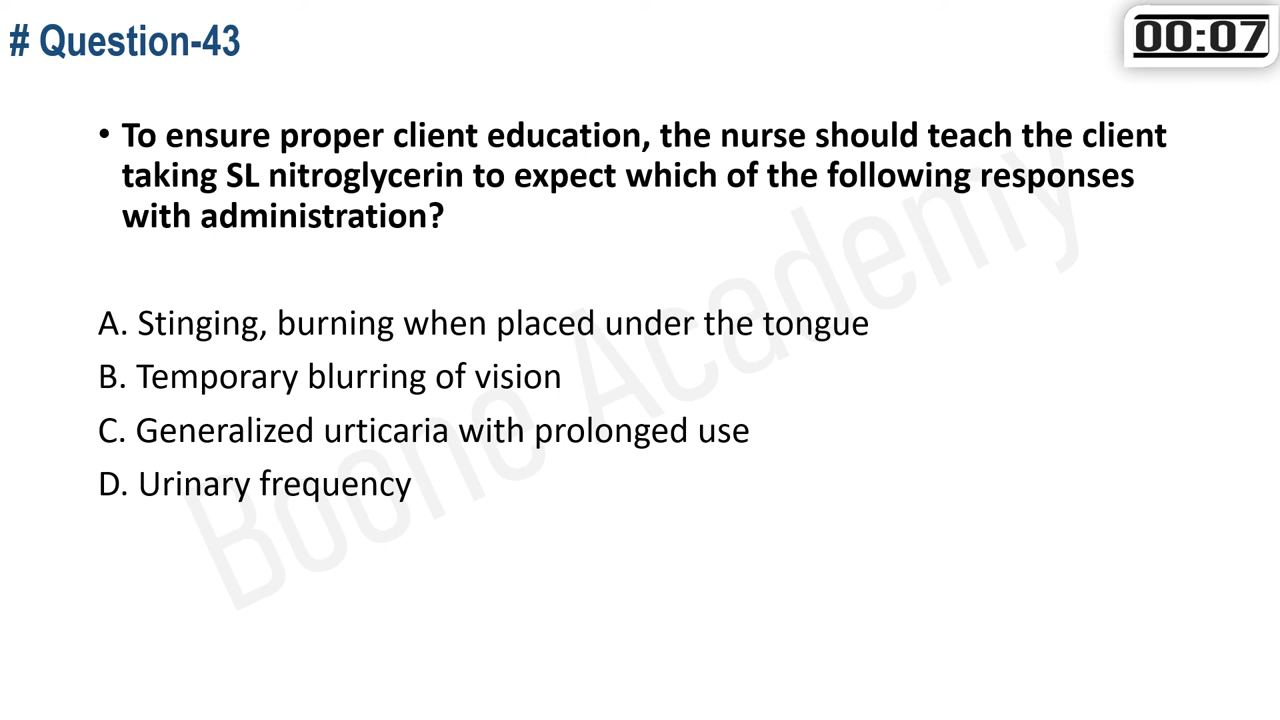 # Question-43
00:07
• To ensure proper client education, the nurse should teach the client
taking SL nitroglycerin to expect which of the following responses
with administration?
A. Stinging, burning when placed under the tongue
B. Temporary blurring of vision
C. Generalized urticaria with prolonged use
D. Urinary frequency
Boone Academy